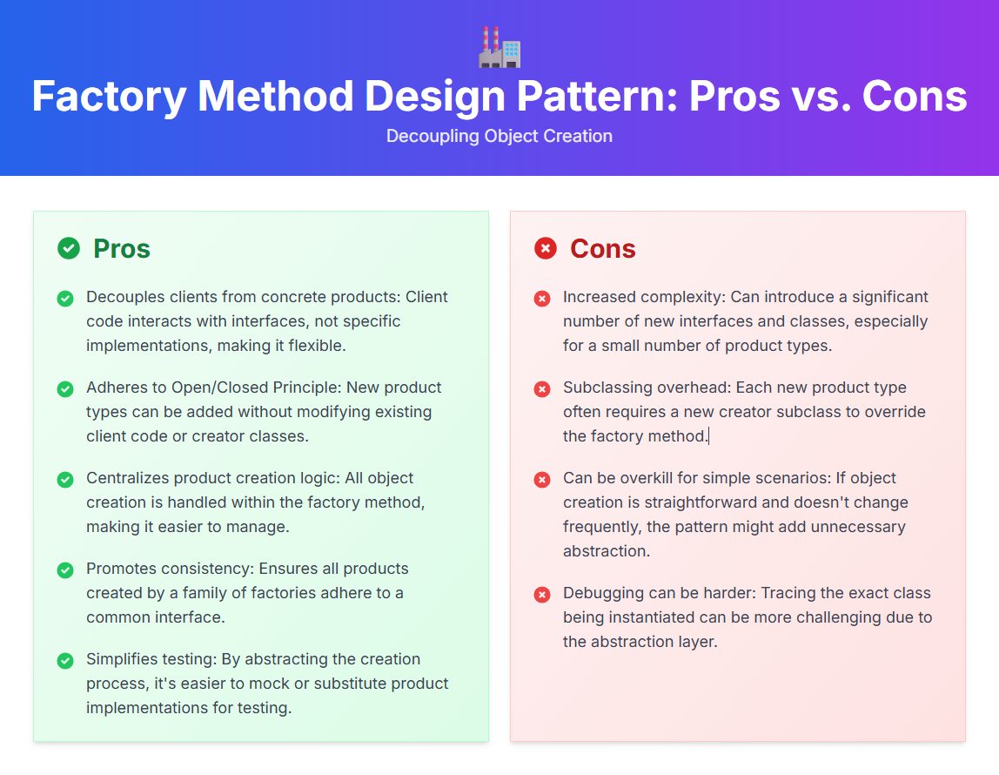 Factory Method Design Pattern: Pros vs. Cons
Decoupling Object Creation
Pros
Decouples clients from concrete products: Client
code interacts with interfaces, not specific
implementations, making it flexible.
Adheres to Open/Closed Principle: New product
types can be added without modifying existing
client code or creator classes.
Centralizes product creation logic: All object
creation is handled within the factory method,
making it easier to manage.
Promotes consistency: Ensures all products
created by a family of factories adhere to a
common interface.
Simplifies testing: By abstracting the creation
process, it's easier to mock or substitute product
implementations for testing.
Cons
Increased complexity: Can introduce a significant
number of new interfaces and classes, especially
for a small number of product types.
Subclassing overhead: Each new product type
often requires a new creator subclass to override
the factory method.
Can be overkill for simple scenarios: If object
creation is straightforward and doesn't change
frequently, the pattern might add unnecessary
abstraction.
Debugging can be harder: Tracing the exact class
being instantiated can be more challenging due to
the abstraction layer.